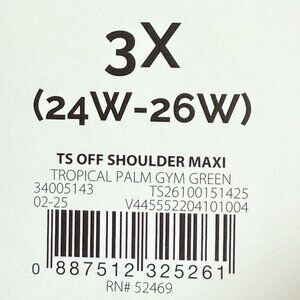 3X
(24W-26W)
TS OFF SHOULDER MAXI
TROPICAL PALM GYM GREEN
34005143 TS26100151425
02-25 V445552204101004
0 887512 325261
RN# 52469